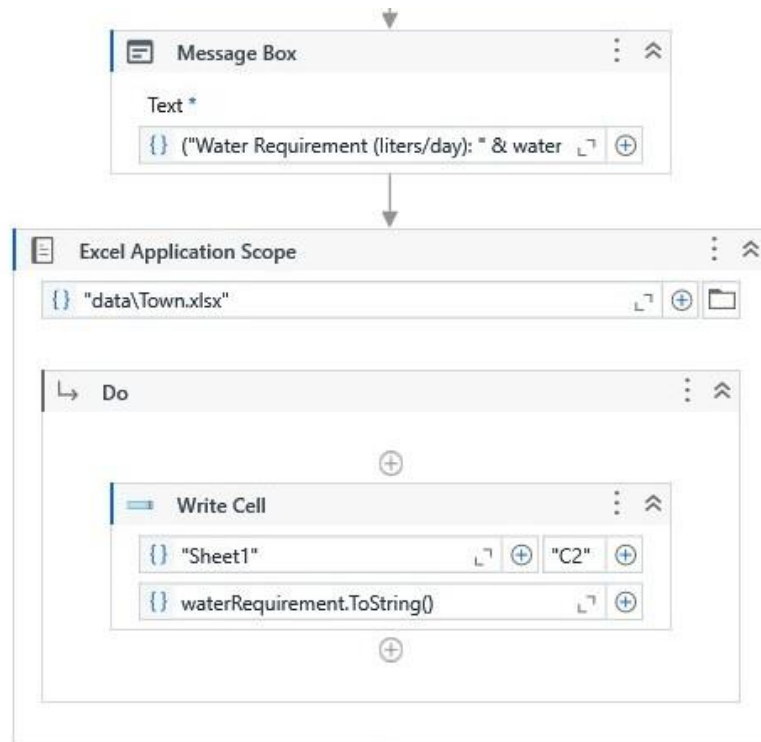 Message Box
Text *
{} ("Water Requirement (liters/day): " & water
Excel Application Scope
{} "data\Town.xlsx"
Do
Write Cell
{} "Sheet1" "C2"
{} waterRequirement.ToString()